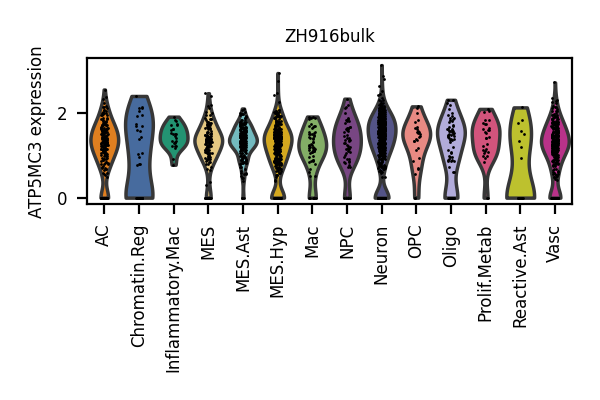 ZH916bulk
ATP5MC3 expression
2
0
AC
Chromatin.Reg
Inflammatory.Mac
MES
MES.Ast
MES.Hyp
Mac
NPC
Neuron
OPC
Oligo
Prolif.Metab
Reactive.Ast
Vasc